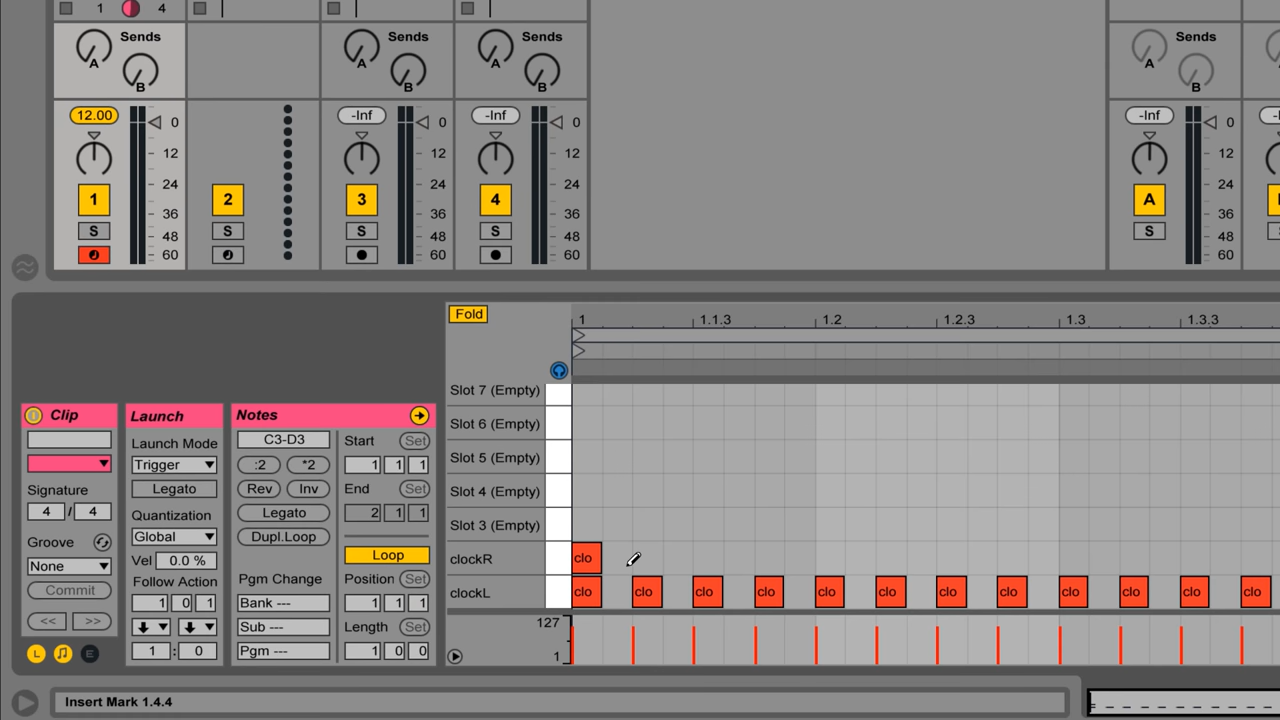 1 4
Sends Sends Sends Sends
A A A A
B B B B
12.00 -Inf -Inf -Inf
0 0 0 0
12 12 12 12
24 24 24 24
1 2 3 4 A
36 36 36 36
S S S S S
48 48 48 48
60 60 60 60
Fold
1 1.1.3 1.2 1.2.3 1.3 1.3.3
Slot 7 (Empty)
Slot 6 (Empty)
Slot 5 (Empty)
Slot 4 (Empty)
Slot 3 (Empty)
clockR clo
clockL clo clo clo clo clo clo clo clo clo clo clo clo
127
1
Clip
Signature
4 / 4
Groove
None
Commit
<< >>
L E
Launch
Launch Mode
Trigger
Legato
Quantization
Global
Vel 0.0 %
Follow Action
1 0 1
1 : 0
Notes
C3-D3
:2 *2
Rev Inv
Legato
Dupl.Loop
Pgm Change
Bank ---
Sub ---
Pgm ---
Start Set
1 1 1
End Set
2 1 1
Loop
Position Set
1 1 1
Length Set
1 0 0
Insert Mark 1.4.4